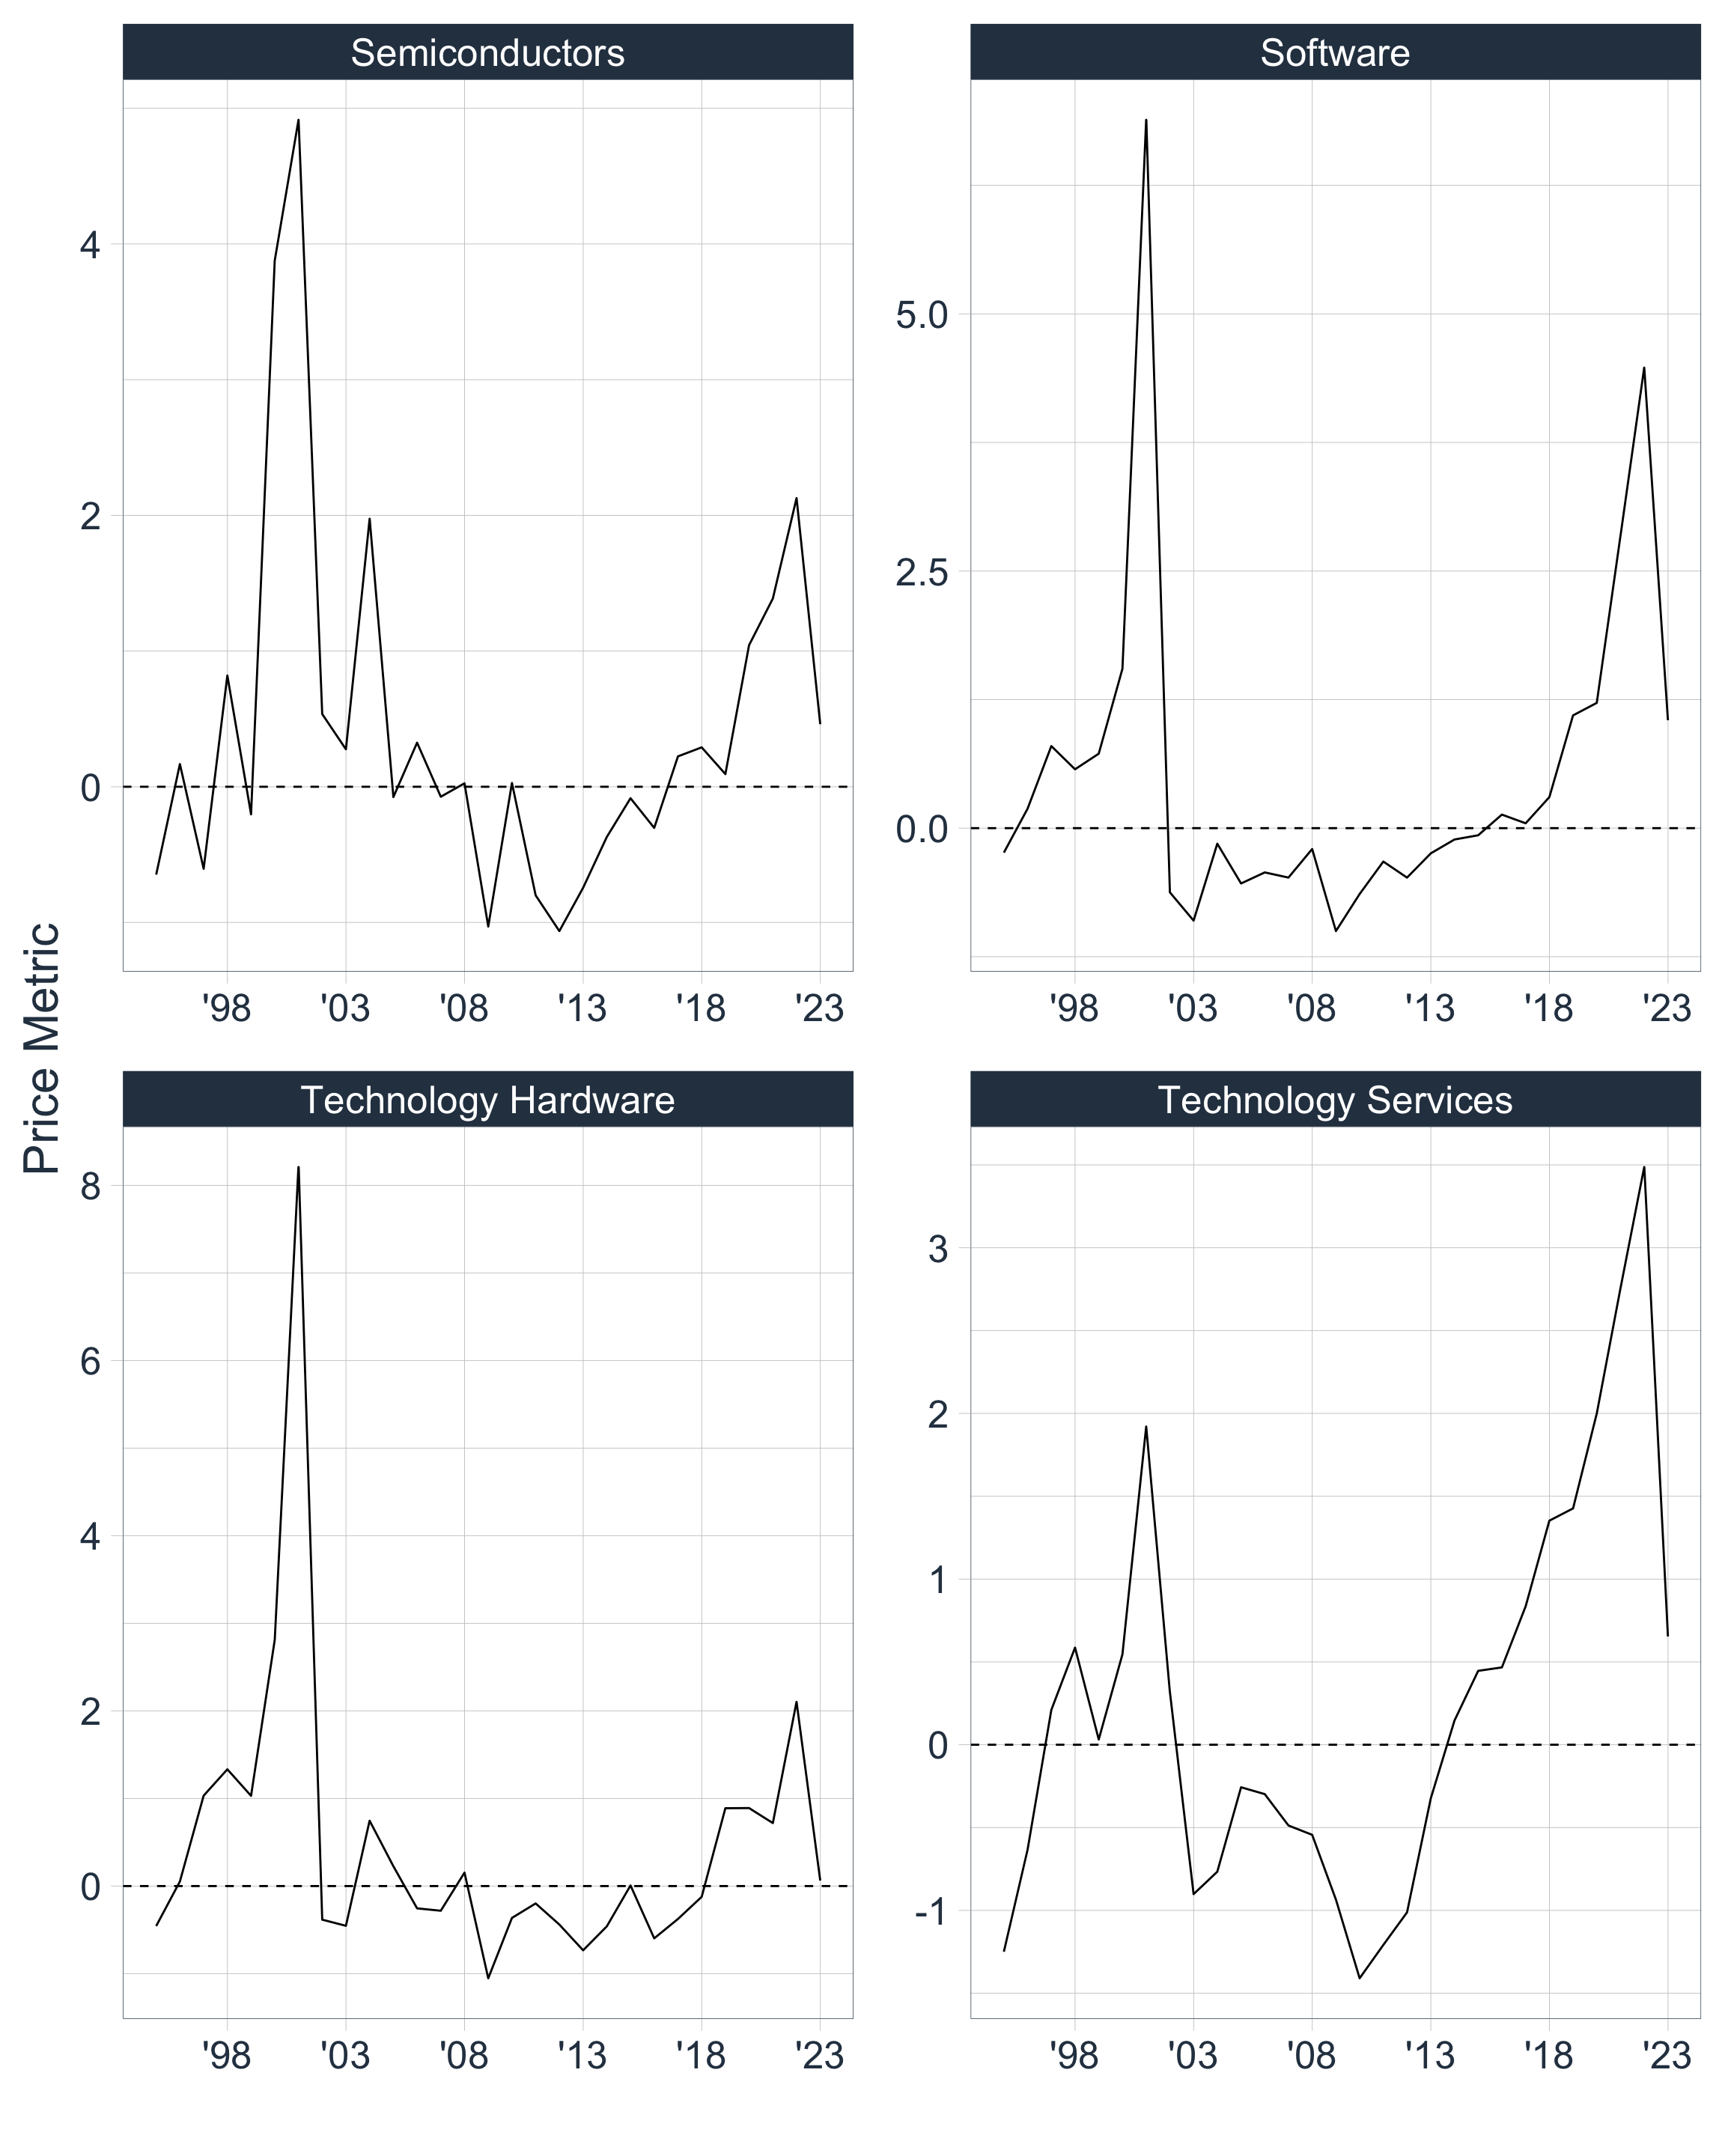 Price Metric
Semiconductors
4
2
0
'98 '03 '08 '13 '18 '23
Software
5.0
2.5
0.0
'98 '03 '08 '13 '18 '23
Technology Hardware
8
6
4
2
0
'98 '03 '08 '13 '18 '23
Technology Services
3
2
1
0
-1
'98 '03 '08 '13 '18 '23